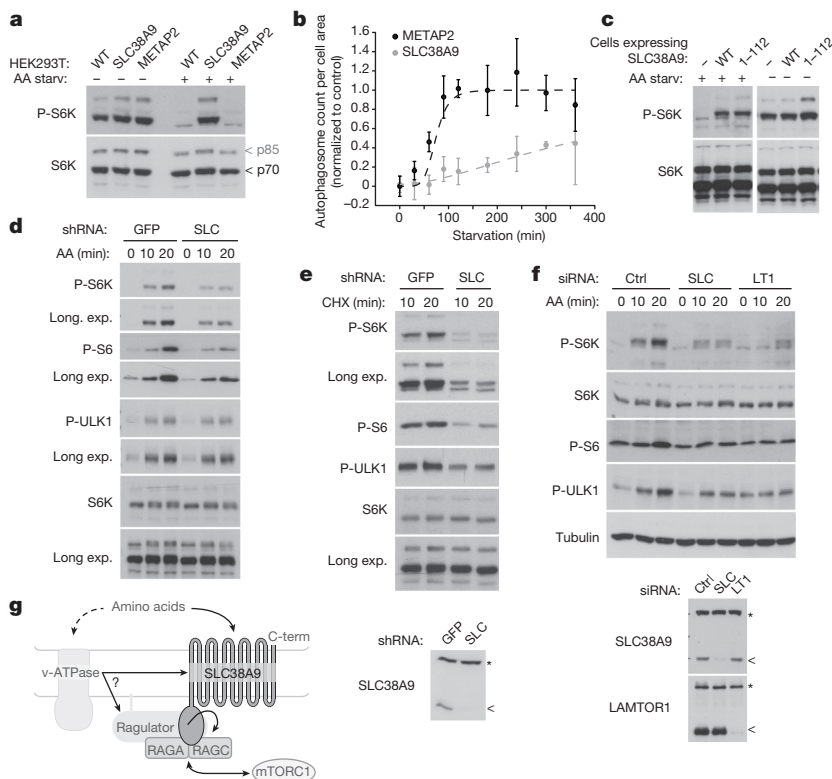 a
HEK293T: WT SLC38A9 METAP2 WT SLC38A9 METAP2
AA starv: – – – + + +
P-S6K
S6K
< p85
< p70
b
Autophagosome count per cell area
(normalized to control)
1.6
1.4
1.2
1.0
0.8
0.6
0.4
0.2
0
–0.2
METAP2
SLC38A9
0 90 180 270 360
Starvation (min)
c
Cells expressing
SLC38A9: – WT 1–112 – WT 1–112
AA starv: + + + – – –
P-S6K
S6K
d
shRNA: GFP SLC
AA (min): 0 10 20 0 10 20
P-S6K
Long. exp.
P-S6
Long exp.
P-ULK1
Long exp.
S6K
Long exp.
e
shRNA: GFP SLC
CHX (min): 10 20 10 20
P-S6K
Long exp.
P-S6
P-ULK1
S6K
Long exp.
shRNA: GFP SLC
SLC38A9
*
<
f
siRNA: Ctrl SLC LT1
AA (min): 0 10 20 0 10 20 0 10 20
P-S6K
S6K
P-S6
P-ULK1
Tubulin
siRNA: Ctrl SLC LT1
SLC38A9
*
<
LAMTOR1
*
<
g
Amino acids
C-term
v-ATPase
SLC38A9
?
Ragulator
RAGA RAGC
mTORC1